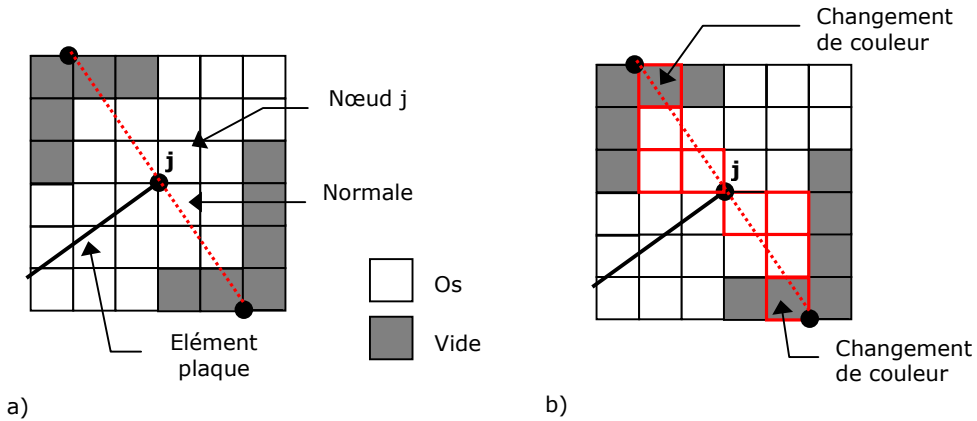 Nœud j
j
Normale
Os
Vide
Elément
plaque
a)
Changement
de couleur
j
Changement
de couleur
b)